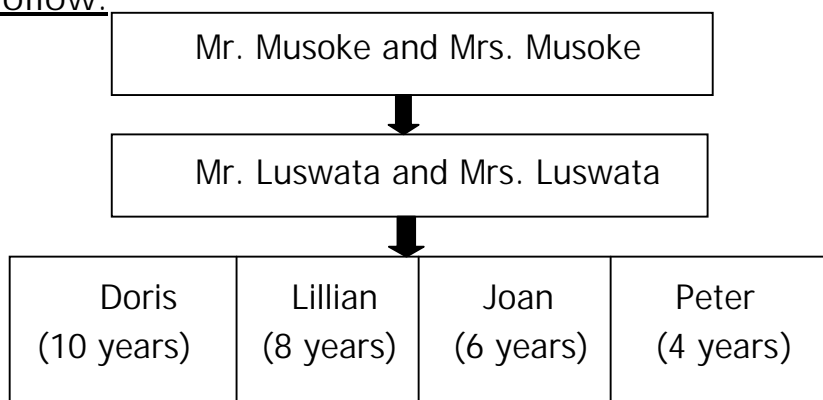 follow.
Mr. Musoke and Mrs. Musoke
Mr. Luswata and Mrs. Luswata
Doris Lillian Joan Peter
(10 years) (8 years) (6 years) (4 years)